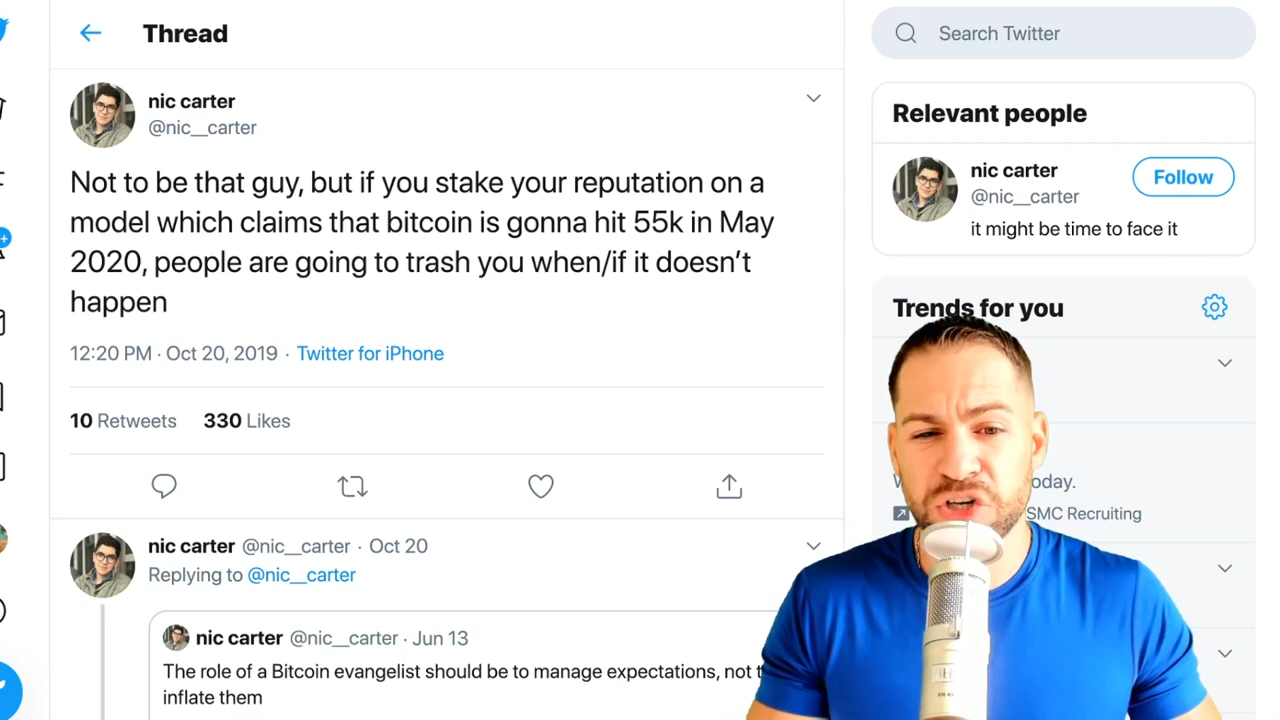 Thread
Search Twitter
nic carter
@nic__carter
Not to be that guy, but if you stake your reputation on a
model which claims that bitcoin is gonna hit 55k in May
2020, people are going to trash you when/if it doesn't
happen
12:20 PM · Oct 20, 2019 · Twitter for iPhone
10 Retweets 330 Likes
nic carter @nic__carter · Oct 20
Replying to @nic__carter
nic carter @nic__carter · Jun 13
The role of a Bitcoin evangelist should be to manage expectations, not
inflate them
Relevant people
nic carter
@nic__carter
Follow
it might be time to face it
Trends for you
SMC Recruiting